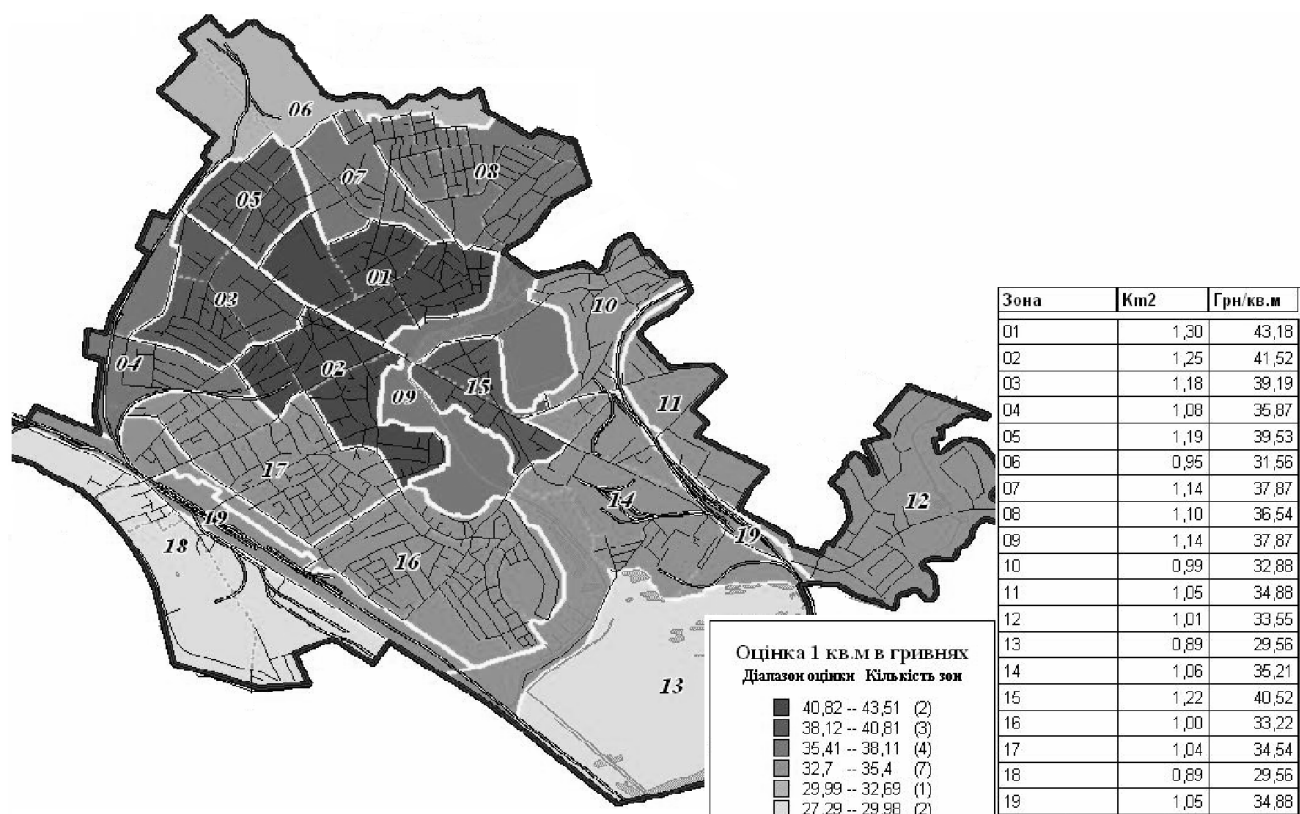 06
07
08
05
01
10
03
04
02
15
09
11
17
14
12
19
18
19
16
13
Зона Км2 Грн/кв.м
01 1,30 43,18
02 1,25 41,52
03 1,18 39,19
04 1,08 35,87
05 1,19 39,53
06 0,95 31,56
07 1,14 37,87
08 1,10 36,54
09 1,14 37,87
10 0,99 32,88
11 1,05 34,88
12 1,01 33,55
13 0,89 29,56
14 1,06 35,21
15 1,22 40,52
16 1,00 33,22
17 1,04 34,54
18 0,89 29,56
19 1,05 34,88
Оцінка 1 кв.м в гривнях
Діапазон оцінки Кількість зон
40,82 -- 43,51 (2)
38,12 -- 40,81 (3)
35,41 -- 38,11 (4)
32,7 -- 35,4 (7)
29,99 -- 32,69 (1)
27,29 -- 29,98 (2)